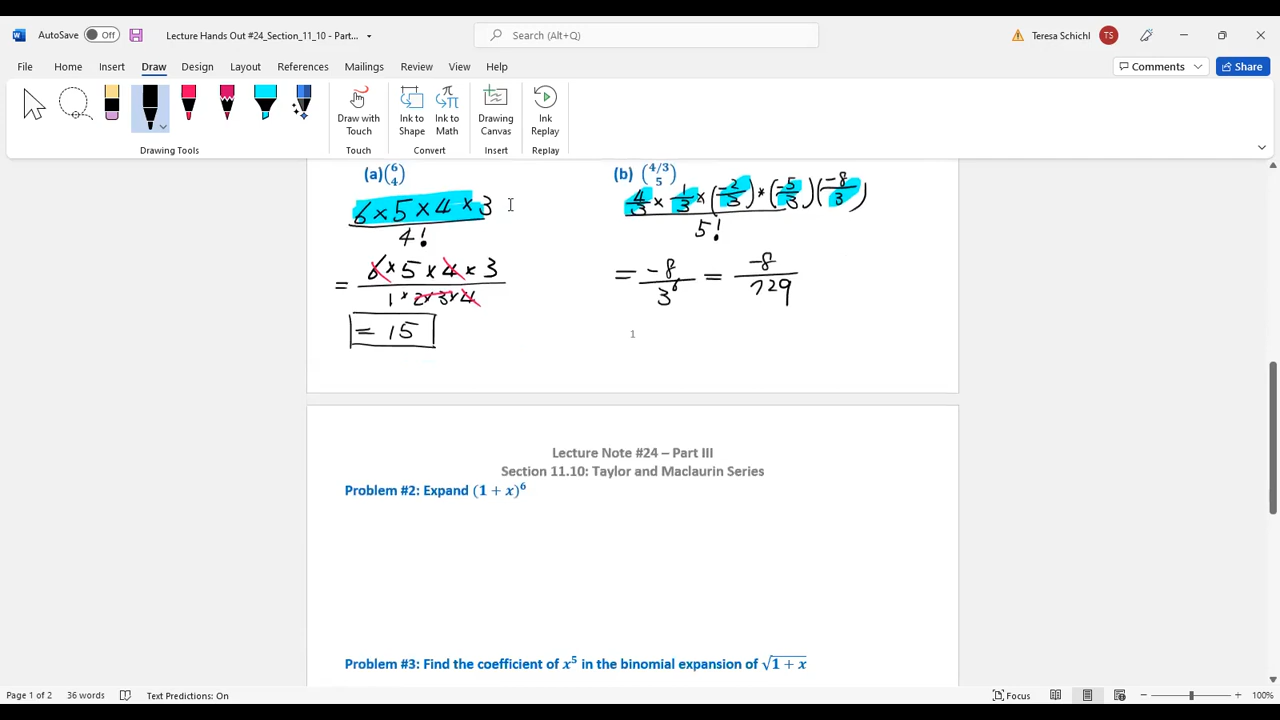 AutoSave Off Lecture Hands Out #24_Section_11_10 - Part... Search (Alt+Q) Teresa Schichl TS
File Home Insert Draw Design Layout References Mailings Review View Help Comments Share
Draw with Touch Ink to Shape Ink to Math Drawing Canvas Ink Replay
Drawing Tools Touch Convert Insert Replay
(a) (6 4)
6 × 5 × 4 × 3 / 4!
= 6 × 5 × 4 × 3 / 1 × 2 × 3 × 4
= 15
(b) (4/3 5)
4/3 × 1/3 × (-2/3) * (-5/3)(-8/3) / 5!
= -8 / 3⁶ = -8 / 729
1
Lecture Note #24 – Part III
Section 11.10: Taylor and Maclaurin Series
Problem #2: Expand (1 + x)⁶
Problem #3: Find the coefficient of x⁵ in the binomial expansion of √1 + x
Page 1 of 2 36 words Text Predictions: On Focus 100%